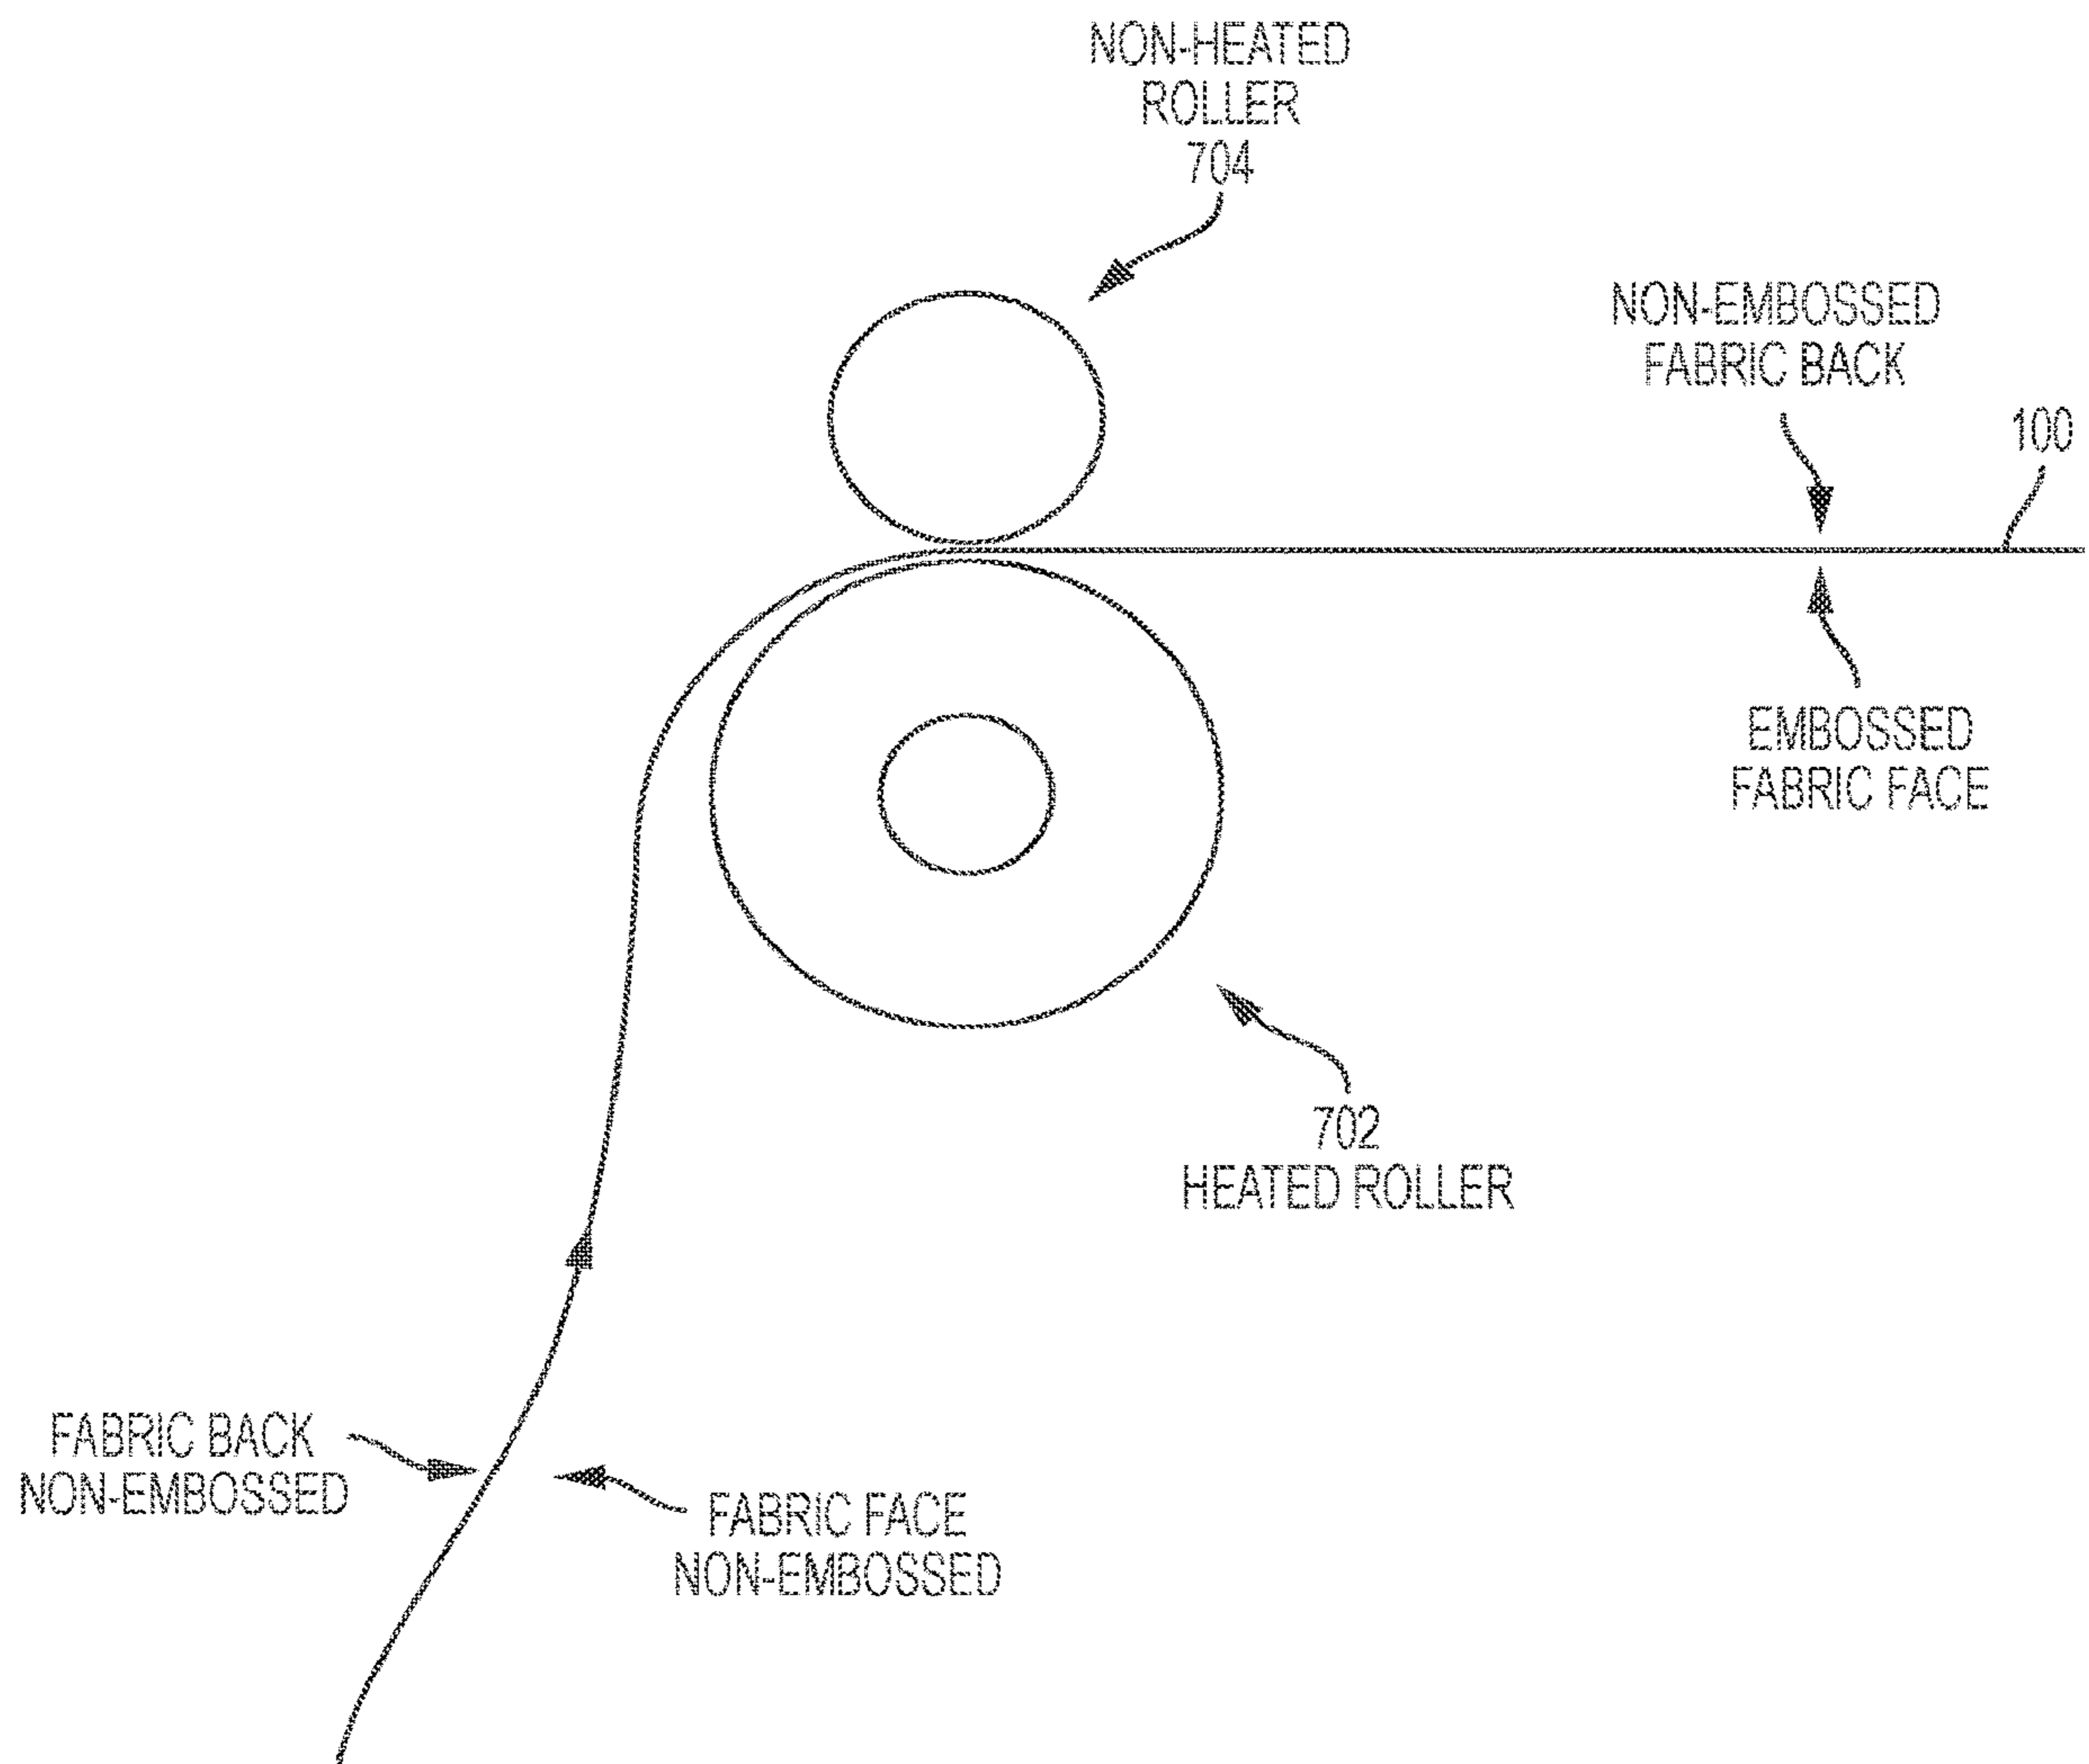 NON-HEATED
ROLLER
704
NON-EMBOSSED
FABRIC BACK
100
EMBOSSED
FABRIC FACE
702
HEATED ROLLER
FABRIC BACK
NON-EMBOSSED
FABRIC FACE
NON-EMBOSSED